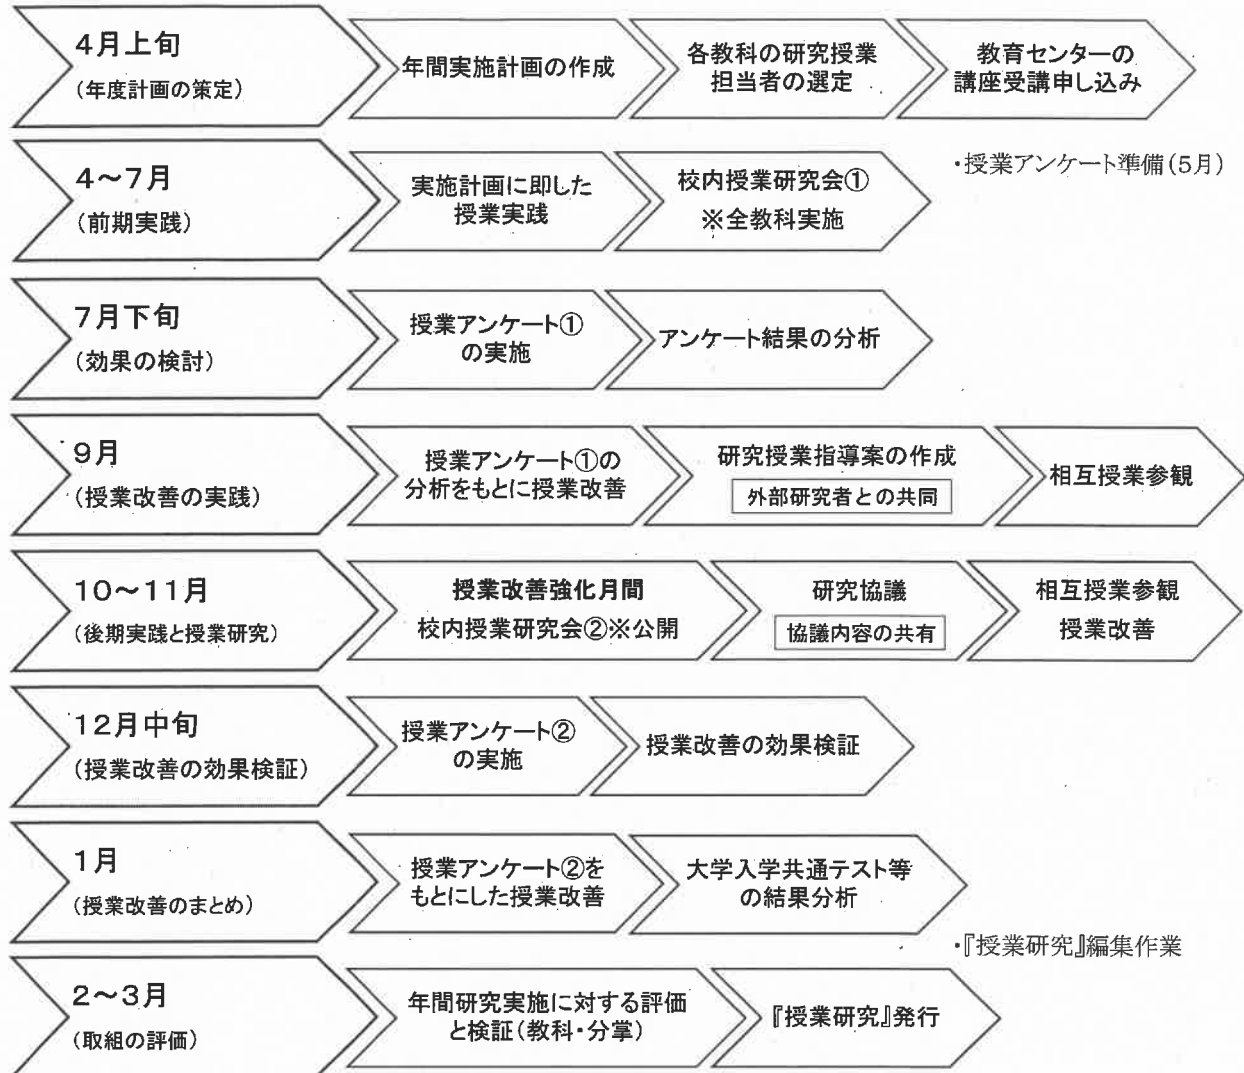 4月上旬
(年度計画の策定)
年間実施計画の作成
各教科の研究授業
担当者の選定
教育センターの
講座受講申し込み
4～7月
(前期実践)
実施計画に即した
授業実践
校内授業研究会①
※全教科実施
・授業アンケート準備(5月)
7月下旬
(効果の検討)
授業アンケート①
の実施
アンケート結果の分析
9月
(授業改善の実践)
授業アンケート①の
分析をもとに授業改善
研究授業指導案の作成
外部研究者との共同
相互授業参観
10～11月
(後期実践と授業研究)
授業改善強化月間
校内授業研究会②※公開
研究協議
協議内容の共有
相互授業参観
授業改善
12月中旬
(授業改善の効果検証)
授業アンケート②
の実施
授業改善の効果検証
1月
(授業改善のまとめ)
授業アンケート②を
もとにした授業改善
大学入学共通テスト等
の結果分析
・『授業研究』編集作業
2～3月
(取組の評価)
年間研究実施に対する評価
と検証(教科・分掌)
『授業研究』発行